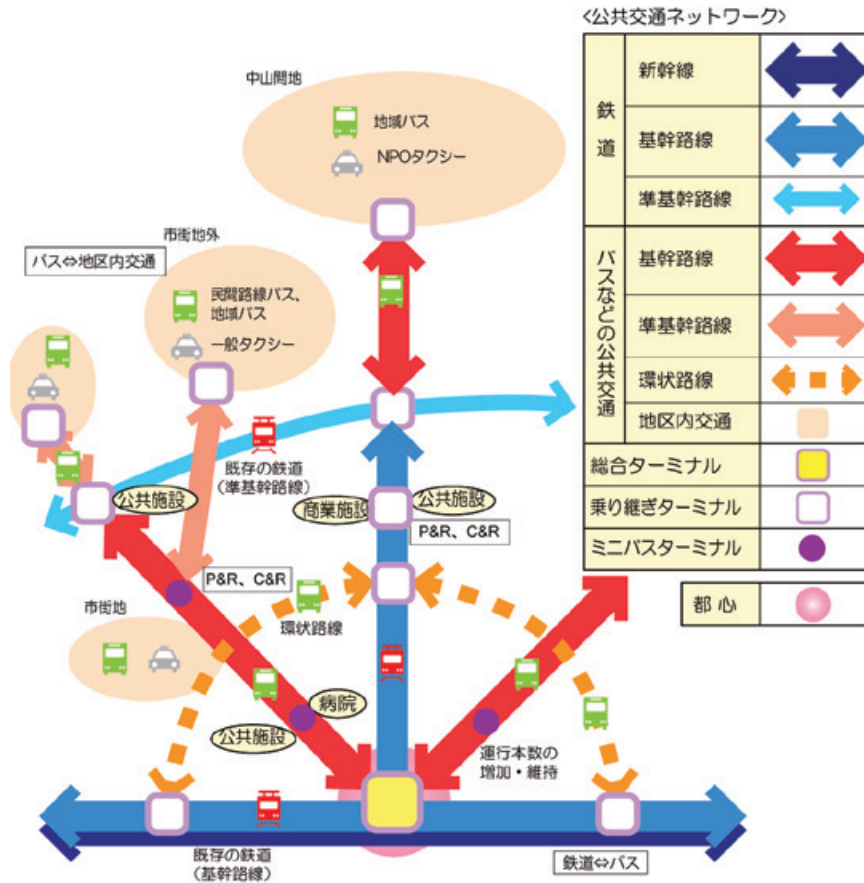 〈公共交通ネットワーク〉
鉄道
新幹線
基幹路線
準基幹路線
バスなどの公共交通
基幹路線
準基幹路線
環状路線
地区内交通
総合ターミナル
乗り継ぎターミナル
ミニバスターミナル
都心
中山間地
地域バス
NPOタクシー
市街地外
バス⇔地区内交通
民間路線バス、
地域バス
一般タクシー
既存の鉄道
（準基幹路線）
公共施設
商業施設
公共施設
P&R、C&R
P&R、C&R
市街地
環状路線
病院
公共施設
運行本数の
増加・維持
既存の鉄道
（基幹路線）
鉄道⇔バス